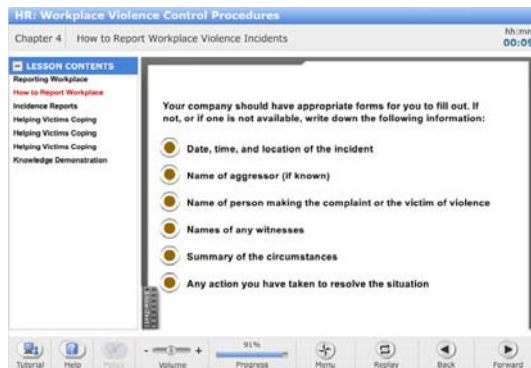 HR: Workplace Violence Control Procedures
Chapter 4 How to Report Workplace Violence Incidents
hh:mm
00:09
LESSON CONTENTS
Reporting Workplace
How to Report Workplace
Incidence Reports
Helping Victims Coping
Helping Victims Coping
Helping Victims Coping
Knowledge Demonstration
Your company should have appropriate forms for you to fill out. If
not, or if one is not available, write down the following information:
Date, time, and location of the incident
Name of aggressor (if known)
Name of person making the complaint or the victim of violence
Names of any witnesses
Summary of the circumstances
Any action you have taken to resolve the situation
91%
Tutorial Help Volume Progress Menu Replay Back Forward